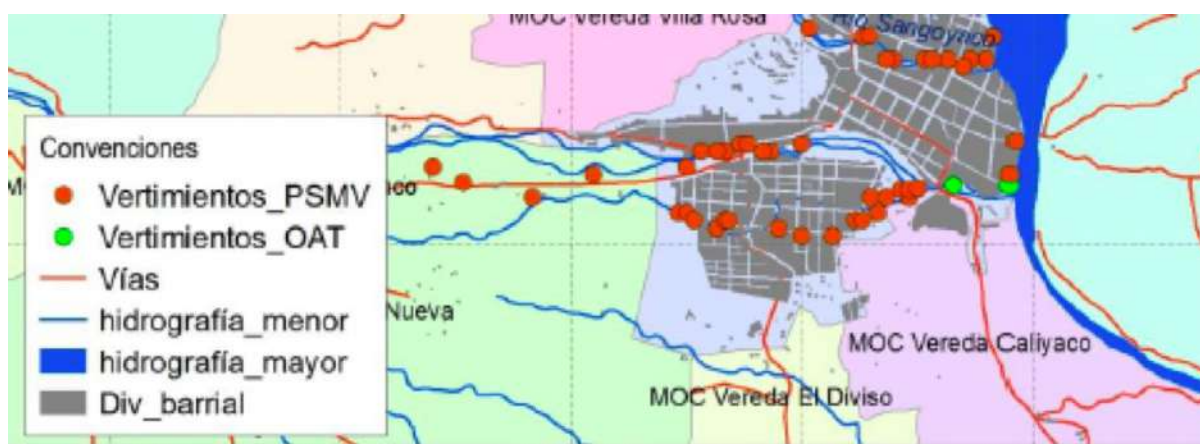 MOC Vereda Villa Rosa
Río Sangoyaco
Convenciones
Vertimientos_PSMV
Vertimientos_OAT
Vías
hidrografía_menor
hidrografía_mayor
Div_barrial
Nueva
MOC Vereda Caliyaco
MOC Vereda El Diviso